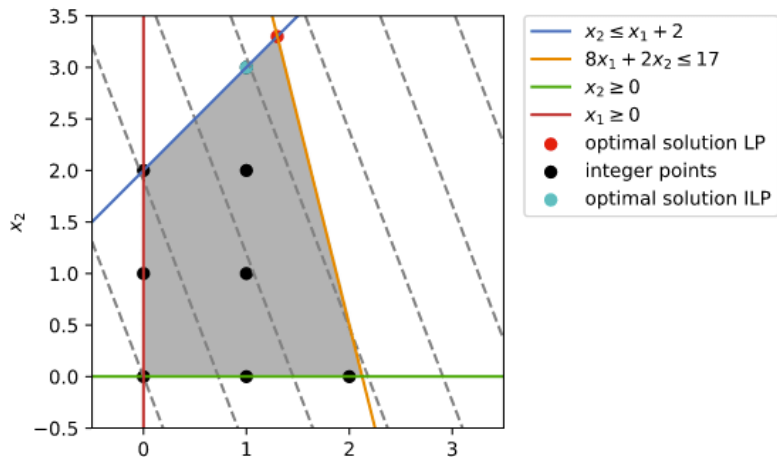 3.5
3.0
2.5
2.0
1.5
1.0
0.5
0.0
−0.5
x₂
0 1 2 3
x₂ ≤ x₁ + 2
8x₁ + 2x₂ ≤ 17
x₂ ≥ 0
x₁ ≥ 0
optimal solution LP
integer points
optimal solution ILP